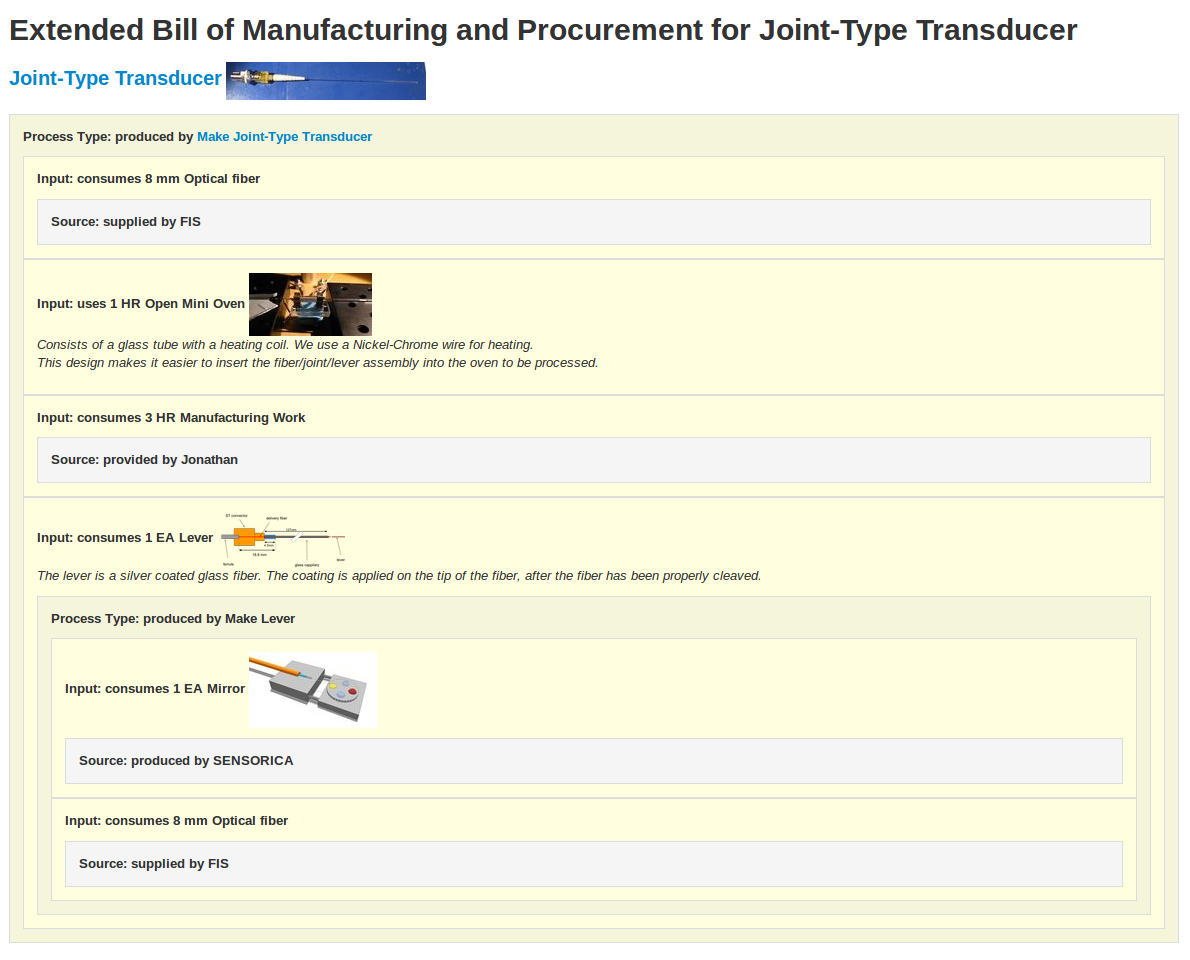 Extended Bill of Manufacturing and Procurement for Joint-Type Transducer
Joint-Type Transducer
Process Type: produced by Make Joint-Type Transducer
Input: consumes 8 mm Optical fiber
Source: supplied by FIS
Input: uses 1 HR Open Mini Oven
Consists of a glass tube with a heating coil. We use a Nickel-Chrome wire for heating.
This design makes it easier to insert the fiber/joint/lever assembly into the oven to be processed.
Input: consumes 3 HR Manufacturing Work
Source: provided by Jonathan
Input: consumes 1 EA Lever
ST connector
delivery fiber
ferrule
glass cappilary
lever
The lever is a silver coated glass fiber. The coating is applied on the tip of the fiber, after the fiber has been properly cleaved.
Process Type: produced by Make Lever
Input: consumes 1 EA Mirror
Source: produced by SENSORICA
Input: consumes 8 mm Optical fiber
Source: supplied by FIS